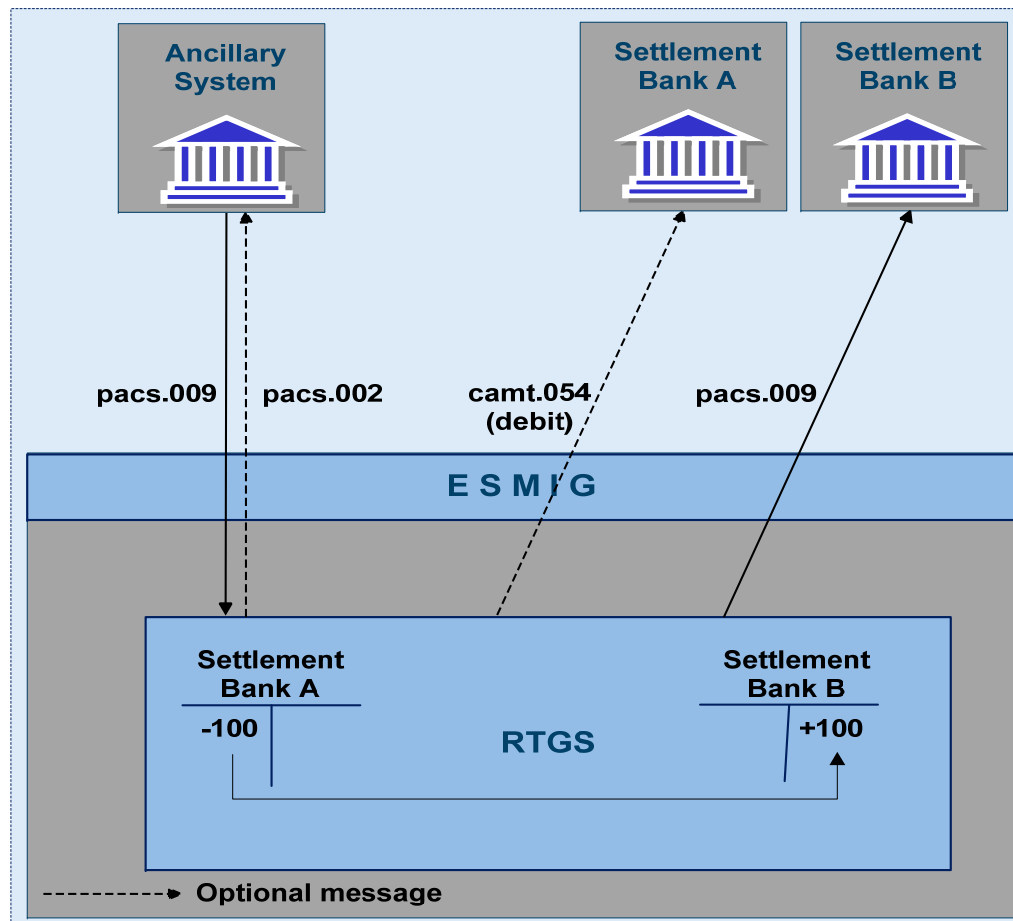 Ancillary
System
Settlement
Bank A
Settlement
Bank B
pacs.009
pacs.002
camt.054
(debit)
pacs.009
E S M I G
Settlement
Bank A
-100
Settlement
Bank B
+100
RTGS
Optional message